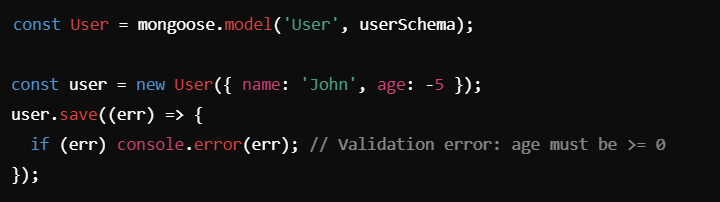 const User = mongoose.model('User', userSchema);
const user = new User({ name: 'John', age: -5 });
user.save((err) => {
  if (err) console.error(err); // Validation error: age must be >= 0
});